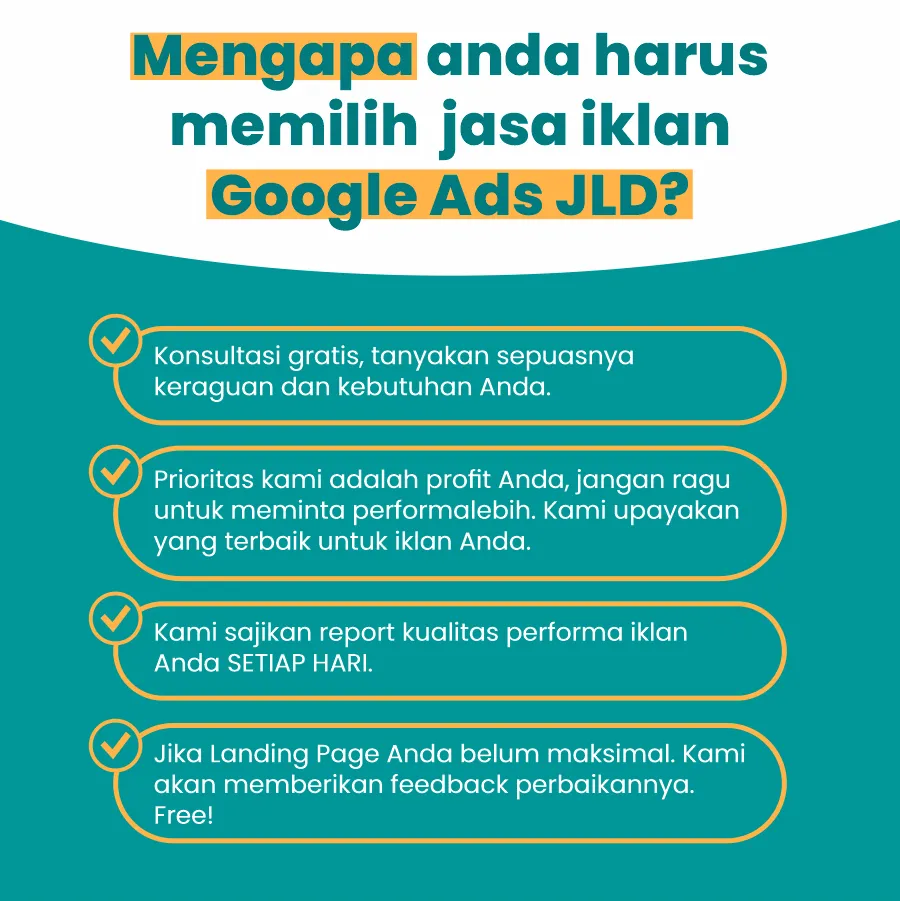 Mengapa anda harus
memilih jasa iklan
Google Ads JLD?
Konsultasi gratis, tanyakan sepuasnya
keraguan dan kebutuhan Anda.
Prioritas kami adalah profit Anda, jangan ragu
untuk meminta performalebih. Kami upayakan
yang terbaik untuk iklan Anda.
Kami sajikan report kualitas performa iklan
Anda SETIAP HARI.
Jika Landing Page Anda belum maksimal. Kami
akan memberikan feedback perbaikannya.
Free!